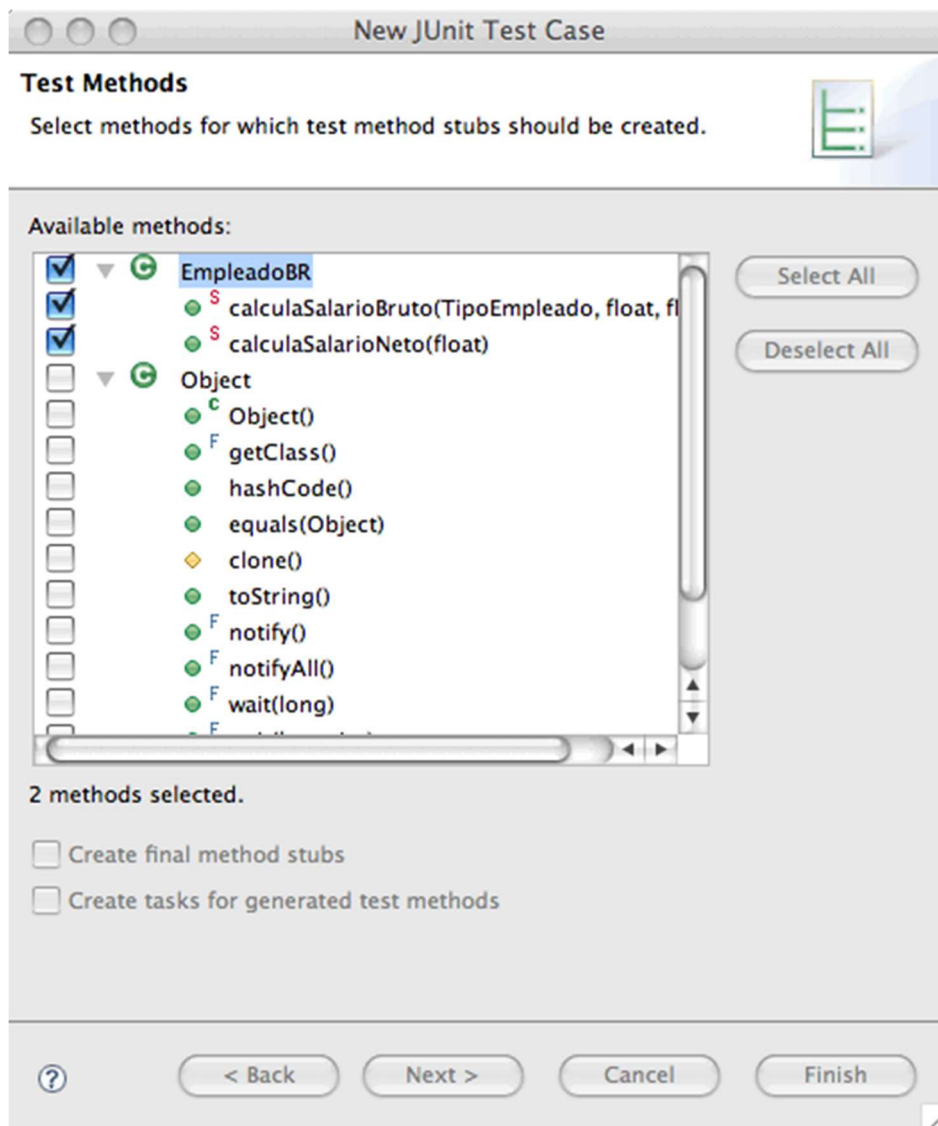 New JUnit Test Case
Test Methods
Select methods for which test method stubs should be created.
Available methods:
EmpleadoBR
calculaSalarioBruto(TipoEmpleado, float, fl
calculaSalarioNeto(float)
Object
Object()
getClass()
hashCode()
equals(Object)
clone()
toString()
notify()
notifyAll()
wait(long)
Select All
Deselect All
2 methods selected.
Create final method stubs
Create tasks for generated test methods
< Back
Next >
Cancel
Finish